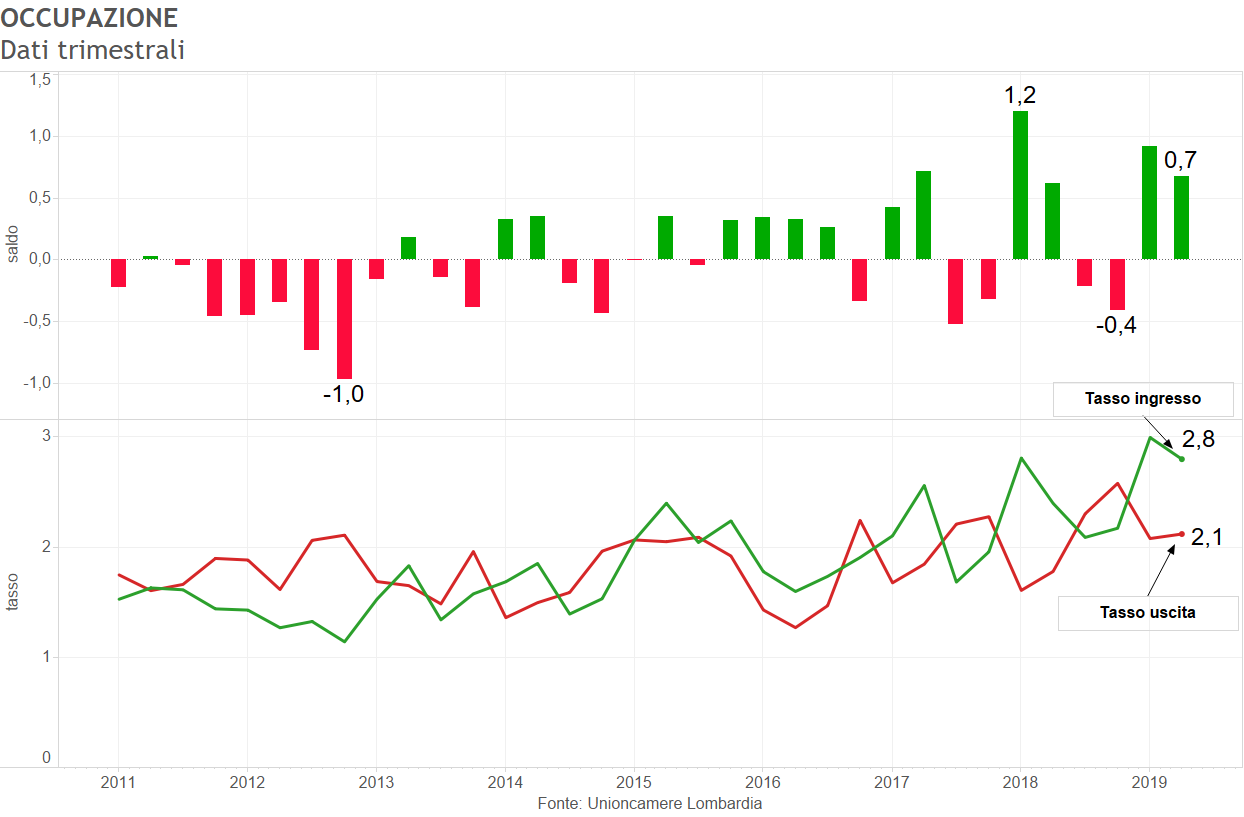 OCCUPAZIONE
Dati trimestrali
1,5
1,0
0,5
0,0
-0,5
-1,0
saldo
1,2
0,7
-0,4
-1,0
Tasso ingresso
3
2
1
0
tasso
2,8
2,1
Tasso uscita
2011 2012 2013 2014 2015 2016 2017 2018 2019
Fonte: Unioncamere Lombardia